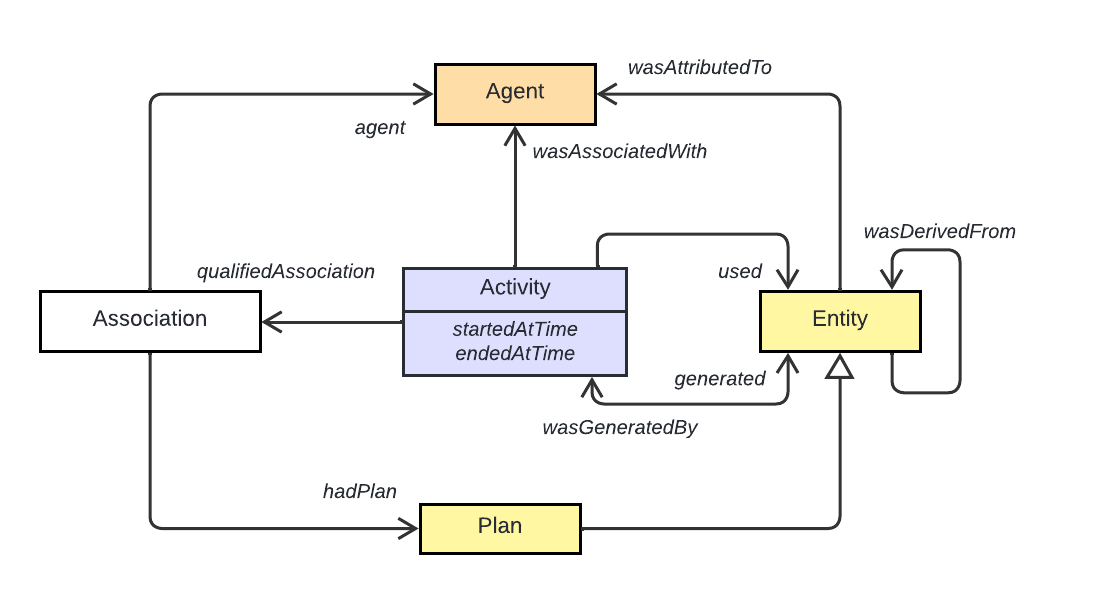 wasAttributedTo
Agent
agent
wasAssociatedWith
wasDerivedFrom
qualifiedAssociation
used
Activity
Association
Entity
startedAtTime
endedAtTime
generated
wasGeneratedBy
hadPlan
Plan